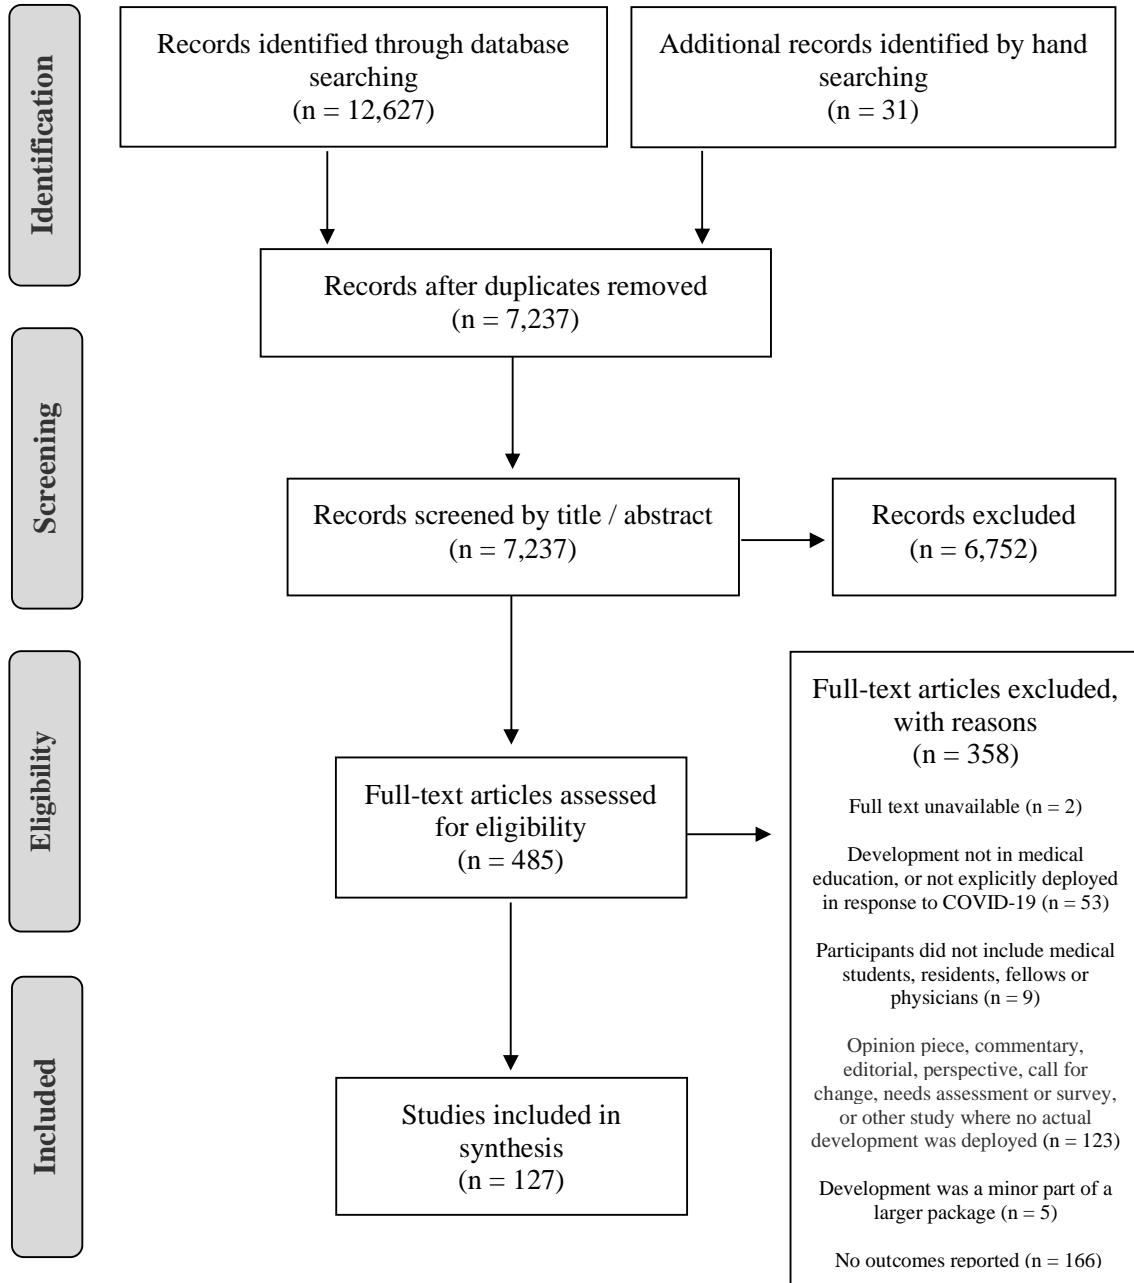 Identification
Records identified through database
searching
(n = 12,627)
Additional records identified by hand
searching
(n = 31)
Records after duplicates removed
(n = 7,237)
Screening
Records screened by title / abstract
(n = 7,237)
Records excluded
(n = 6,752)
Eligibility
Full-text articles assessed
for eligibility
(n = 485)
Full-text articles excluded,
with reasons
(n = 358)
Full text unavailable (n = 2)
Development not in medical
education, or not explicitly deployed
in response to COVID-19 (n = 53)
Participants did not include medical
students, residents, fellows or
physicians (n = 9)
Opinion piece, commentary,
editorial, perspective, call for
change, needs assessment or survey,
or other study where no actual
development was deployed (n = 123)
Development was a minor part of a
larger package (n = 5)
No outcomes reported (n = 166)
Included
Studies included in
synthesis
(n = 127)